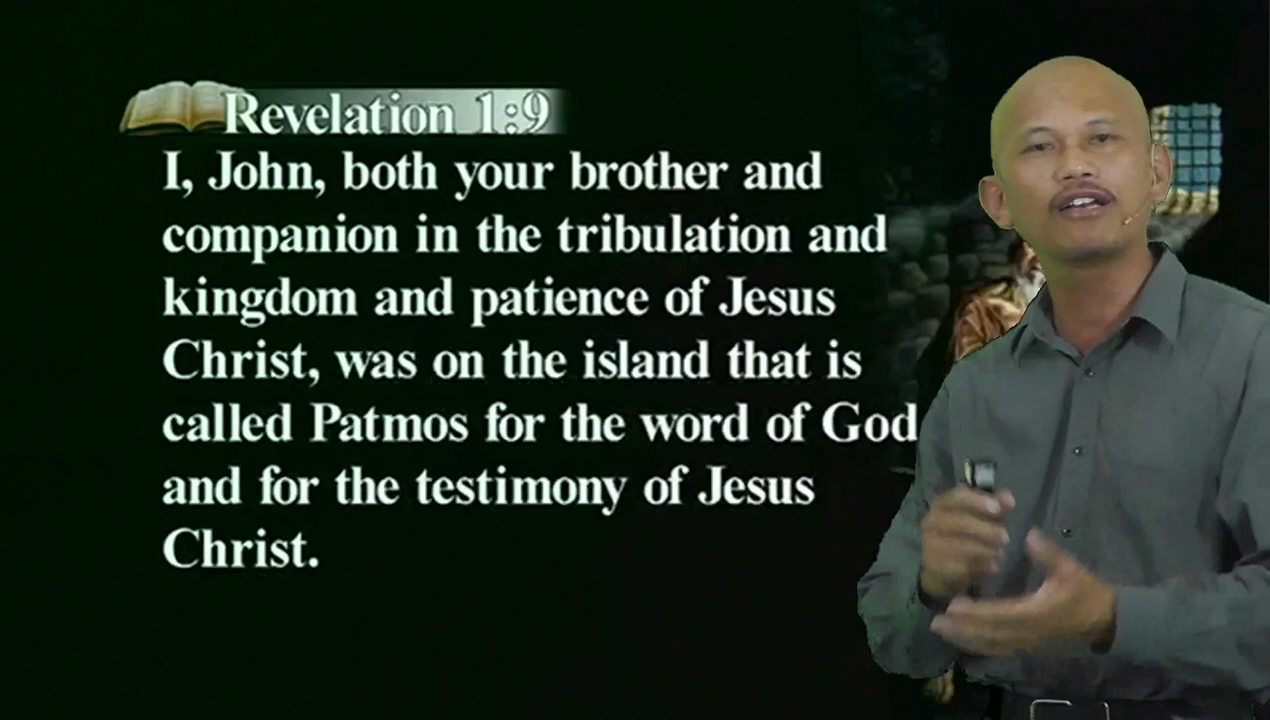 Revelation 1:9
I, John, both your brother and
companion in the tribulation and
kingdom and patience of Jesus
Christ, was on the island that is
called Patmos for the word of God
and for the testimony of Jesus
Christ.